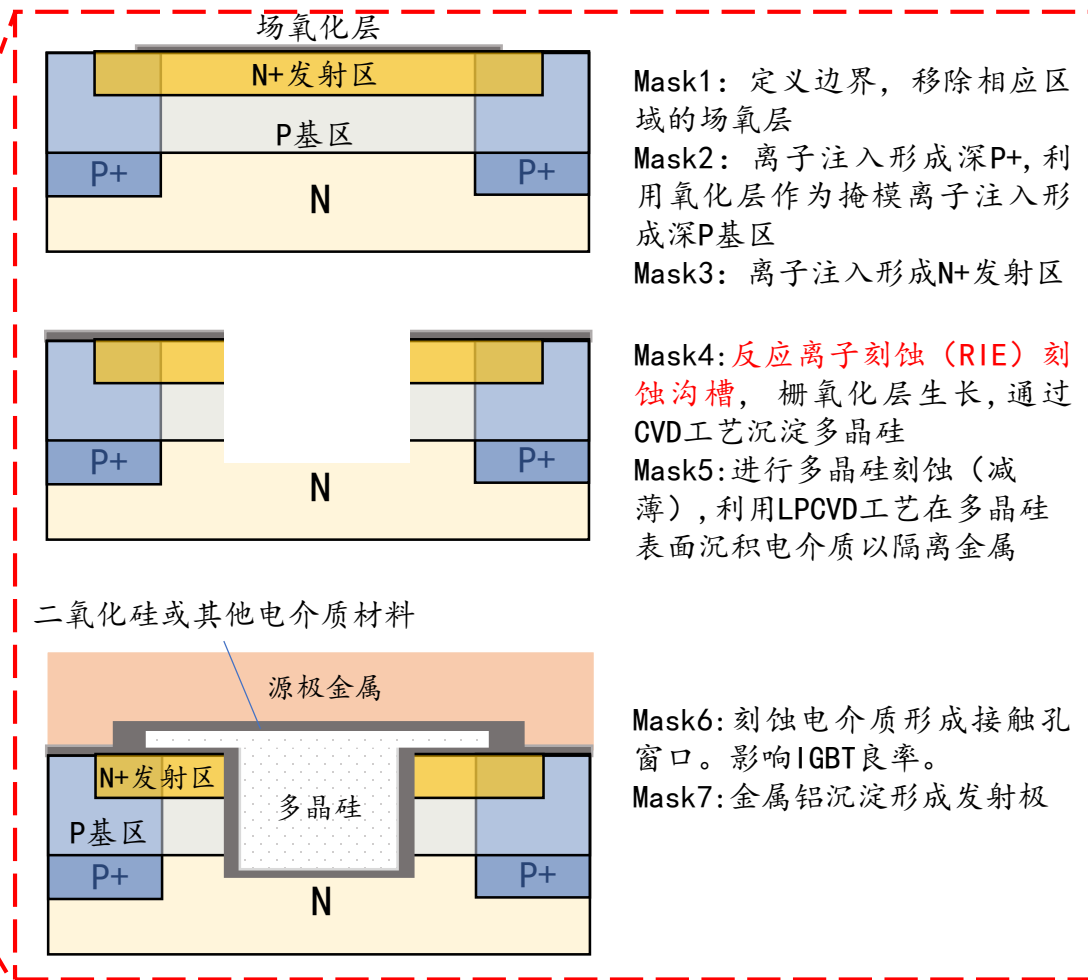 场氧化层
N+发射区
P基区
P+
P+
N
Mask1: 定义边界, 移除相应区
域的场氧层
Mask2: 离子注入形成深P+,利
用氧化层作为掩模离子注入形
成深P基区
Mask3: 离子注入形成N+发射区
P+
P+
N
Mask4:反应离子刻蚀（RIE）刻
蚀沟槽, 栅氧化层生长,通过
CVD工艺沉淀多晶硅
Mask5:进行多晶硅刻蚀（减
薄）,利用LPCVD工艺在多晶硅
表面沉积电介质以隔离金属
二氧化硅或其他电介质材料
源极金属
N+发射区
多晶硅
P基区
P+
P+
N
Mask6:刻蚀电介质形成接触孔
窗口。影响IGBT良率。
Mask7:金属铝沉淀形成发射极